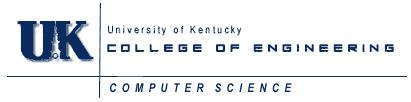 UK
University of Kentucky
COLLEGE OF ENGINEERING
COMPUTER SCIENCE